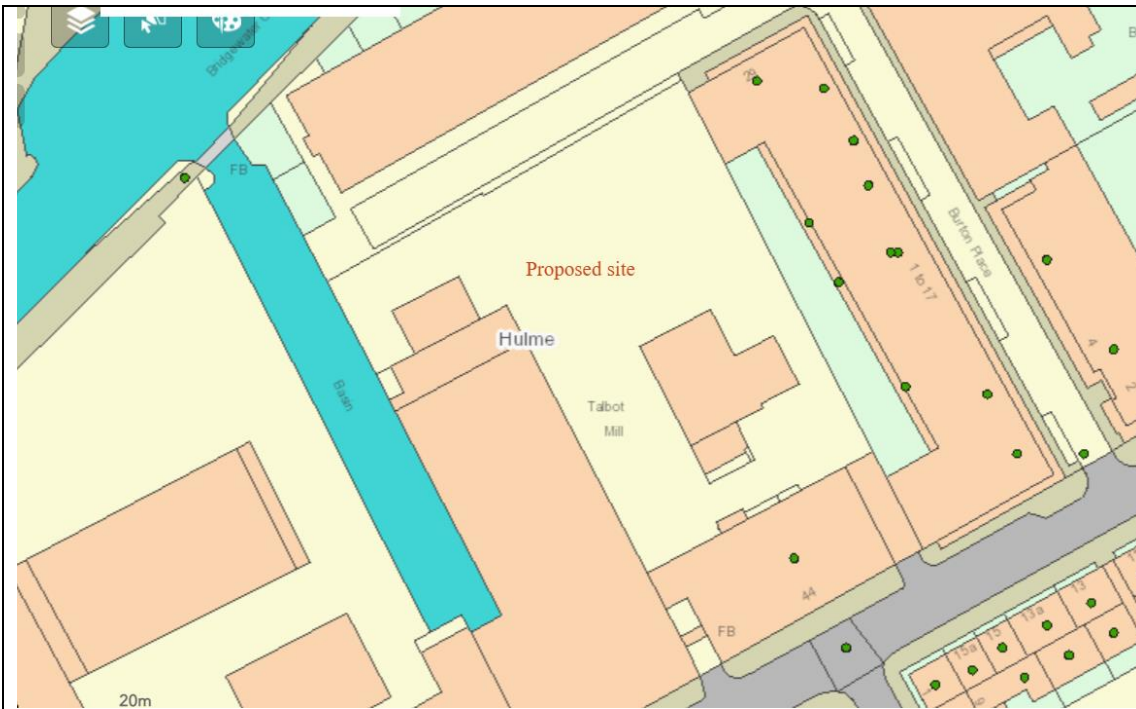 Bridgewater
FB
29
Proposed site
Burton Place
1 to 17
Hulme
4
Basin
2
Talbot
Mill
44
FB
13
13a
15
15a
20m